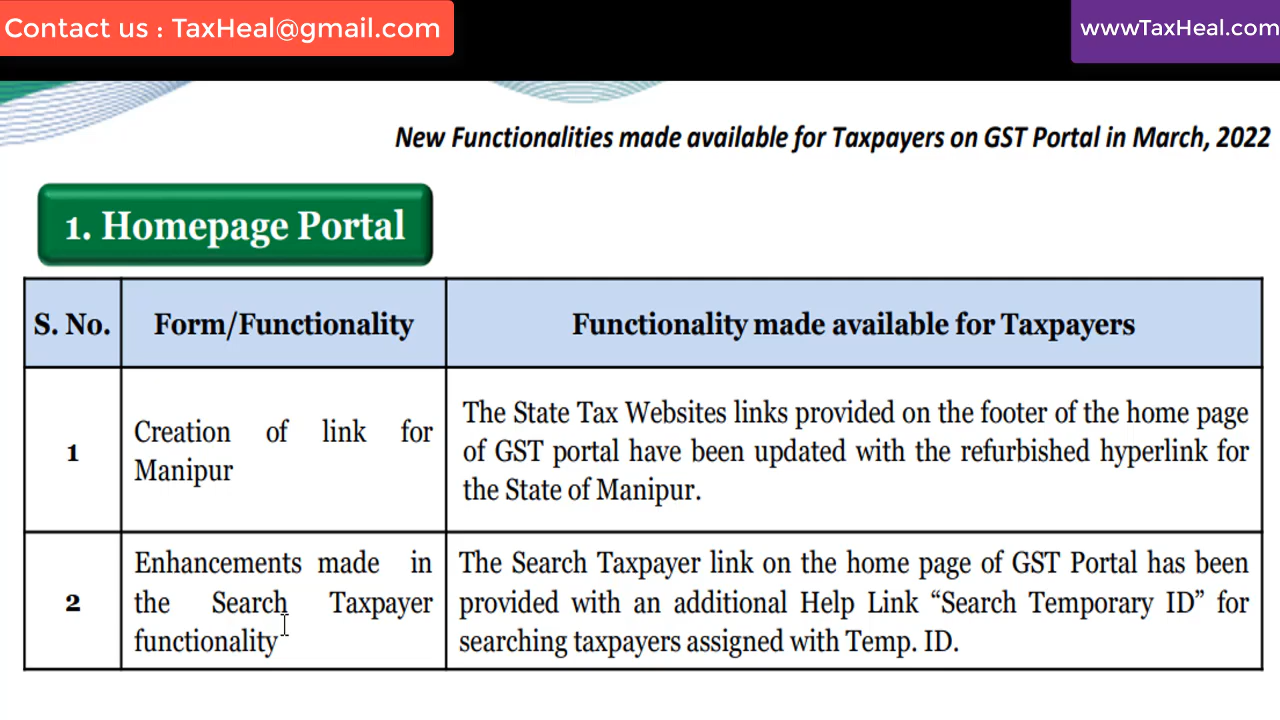 Contact us : TaxHeal@gmail.com
wwwTaxHeal.com
New Functionalities made available for Taxpayers on GST Portal in March, 2022
1. Homepage Portal
S. No.
Form/Functionality
Functionality made available for Taxpayers
1
Creation of link for
Manipur
The State Tax Websites links provided on the footer of the home page
of GST portal have been updated with the refurbished hyperlink for
the State of Manipur.
2
Enhancements made in
the Search Taxpayer
functionality
The Search Taxpayer link on the home page of GST Portal has been
provided with an additional Help Link “Search Temporary ID” for
searching taxpayers assigned with Temp. ID.